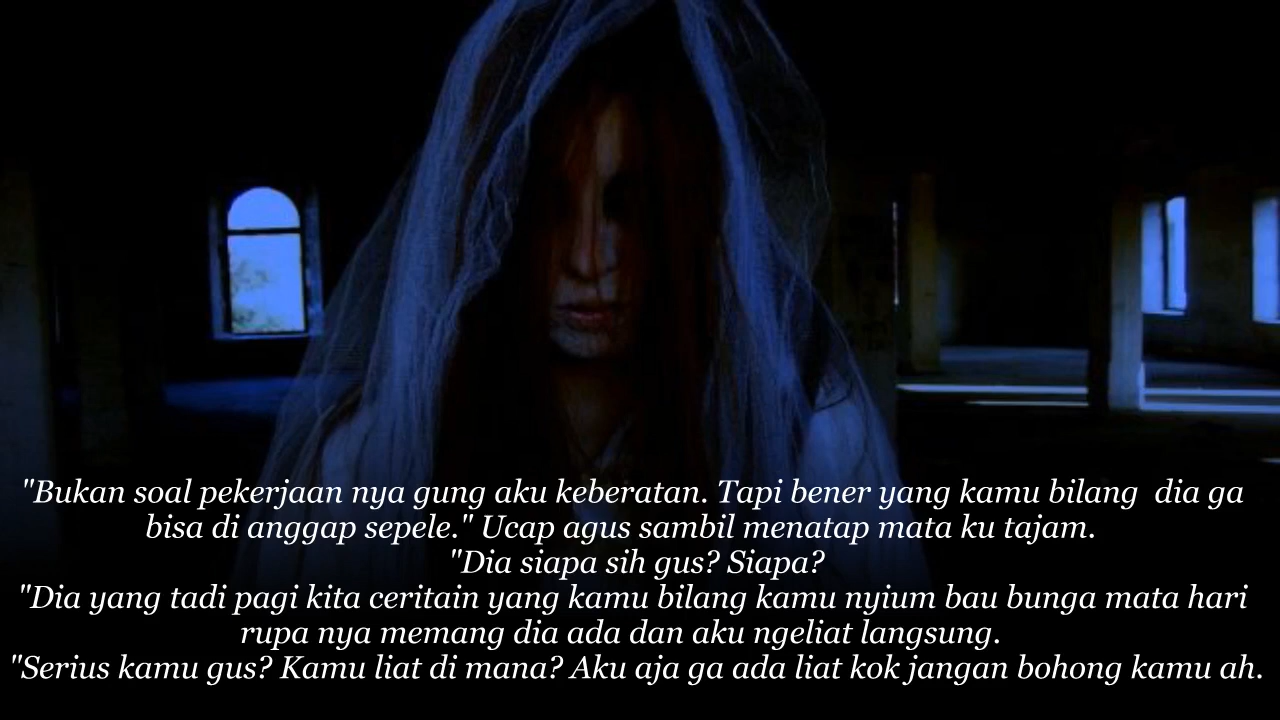 "Bukan soal pekerjaan nya gung aku keberatan. Tapi bener yang kamu bilang  dia ga
bisa di anggap sepele." Ucap agus sambil menatap mata ku tajam.
"Dia siapa sih gus? Siapa?
"Dia yang tadi pagi kita ceritain yang kamu bilang kamu nyium bau bunga mata hari
rupa nya memang dia ada dan aku ngeliat langsung.
"Serius kamu gus? Kamu liat di mana? Aku aja ga ada liat kok jangan bohong kamu ah.